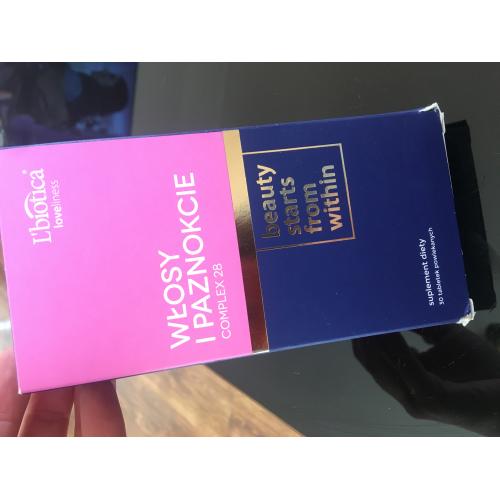 L'biotica®
loveliness
WŁOSY
I PAZNOKCIE
COMPLEX 28
beauty
starts
from
within
suplement diety
30 tabletek powlekanych